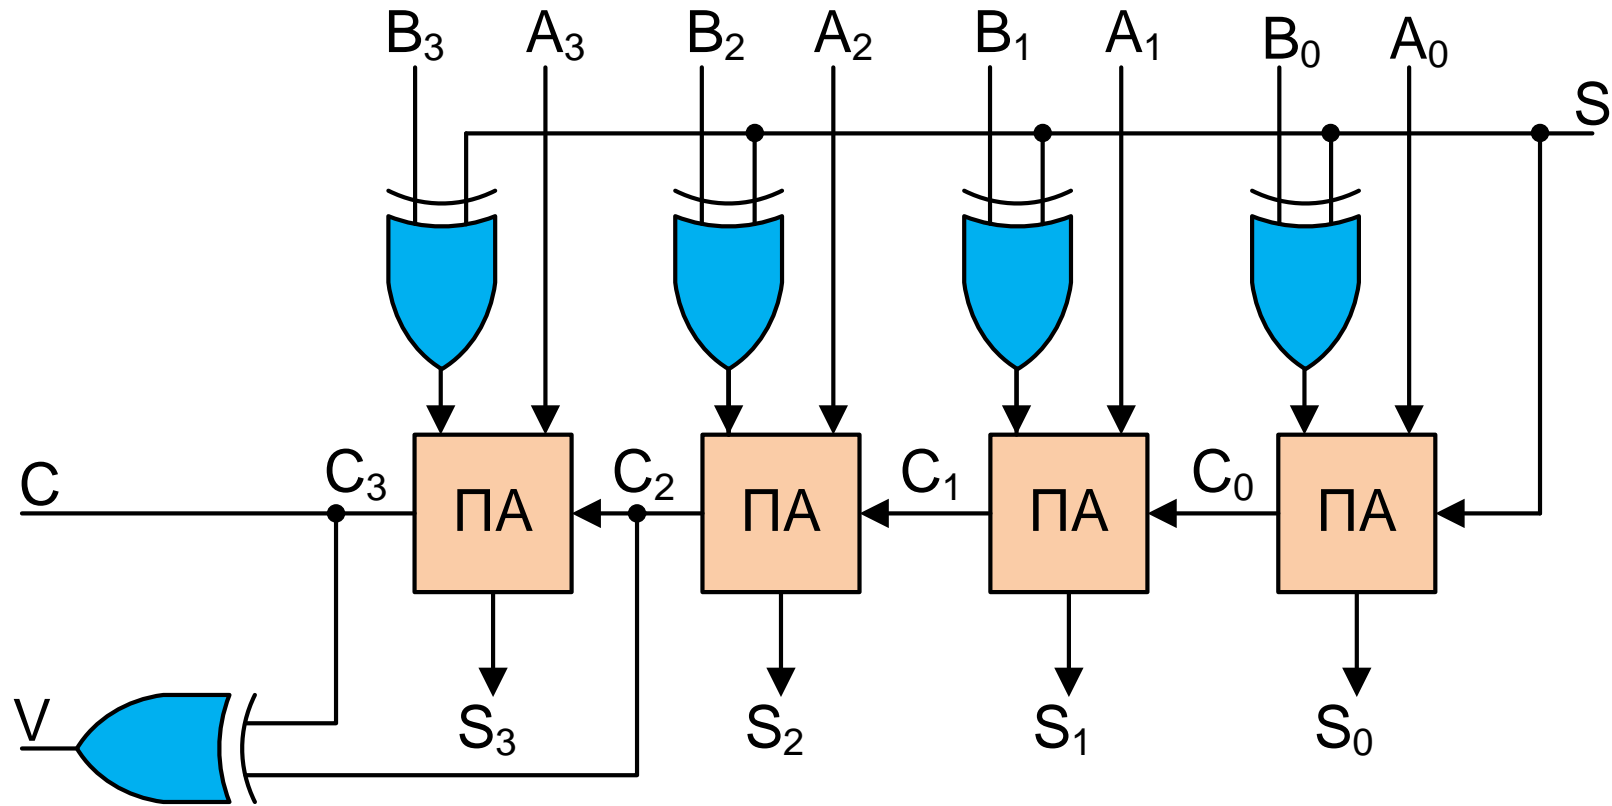 B₃ A₃ B₂ A₂ B₁ A₁ B₀ A₀
S
C C₃ C₂ C₁ C₀
ПА ПА ПА ПА
V S₃ S₂ S₁ S₀